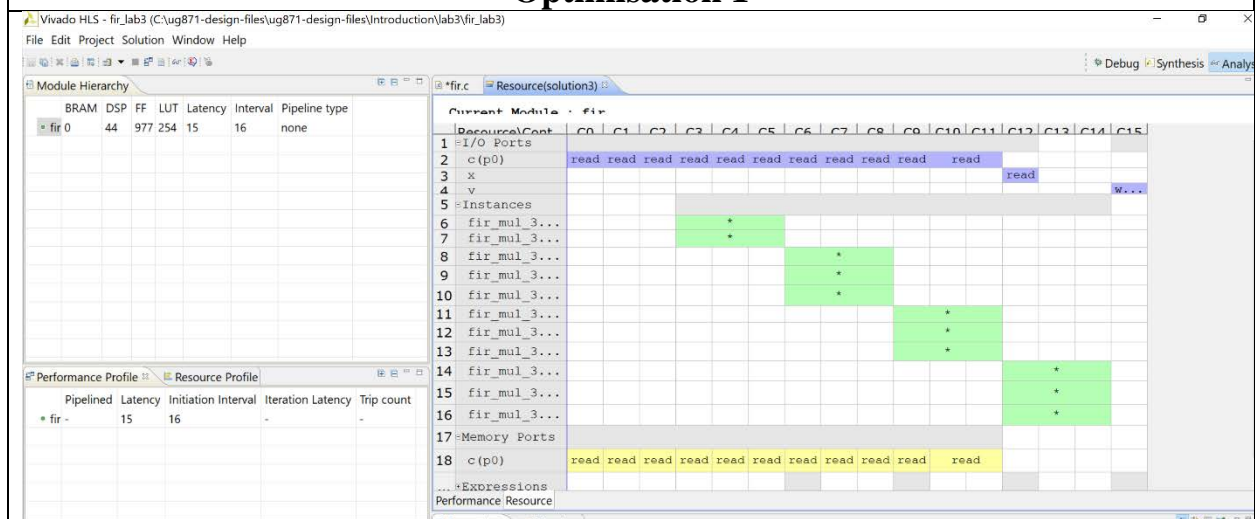 Optimisation 1
Vivado HLS - fir_lab3 (C:\ug871-design-files\ug871-design-files\Introduction\lab3\fir_lab3)
File Edit Project Solution Window Help
Debug Synthesis Analys
Module Hierarchy
BRAM DSP FF LUT Latency Interval Pipeline type
fir 0 44 977 254 15 16 none
Performance Profile Resource Profile
Pipelined Latency Initiation Interval Iteration Latency Trip count
fir - 15 16 - -
*fir.c Resource(solution3)
Current Module : fir
Resource\Cont... C0 C1 C2 C3 C4 C5 C6 C7 C8 C9 C10 C11 C12 C13 C14 C15
1 I/O Ports
2 c(p0) read read read read read read read read read read read
3 x read
4 y w...
5 Instances
6 fir_mul_3... *
7 fir_mul_3... *
8 fir_mul_3... *
9 fir_mul_3... *
10 fir_mul_3... *
11 fir_mul_3... *
12 fir_mul_3... *
13 fir_mul_3... *
14 fir_mul_3... *
15 fir_mul_3... *
16 fir_mul_3... *
17 Memory Ports
18 c(p0) read read read read read read read read read read read
... Expressions
Performance Resource